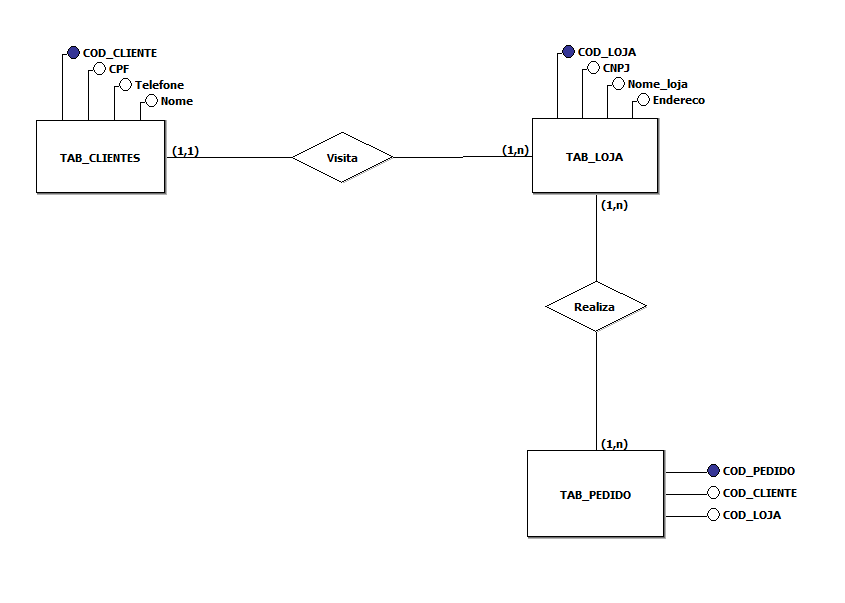 COD_CLIENTE
CPF
Telefone
Nome
TAB_CLIENTES
(1,1)
Visita
(1,n)
COD_LOJA
CNPJ
Nome_loja
Endereco
TAB_LOJA
(1,n)
Realiza
(1,n)
TAB_PEDIDO
COD_PEDIDO
COD_CLIENTE
COD_LOJA